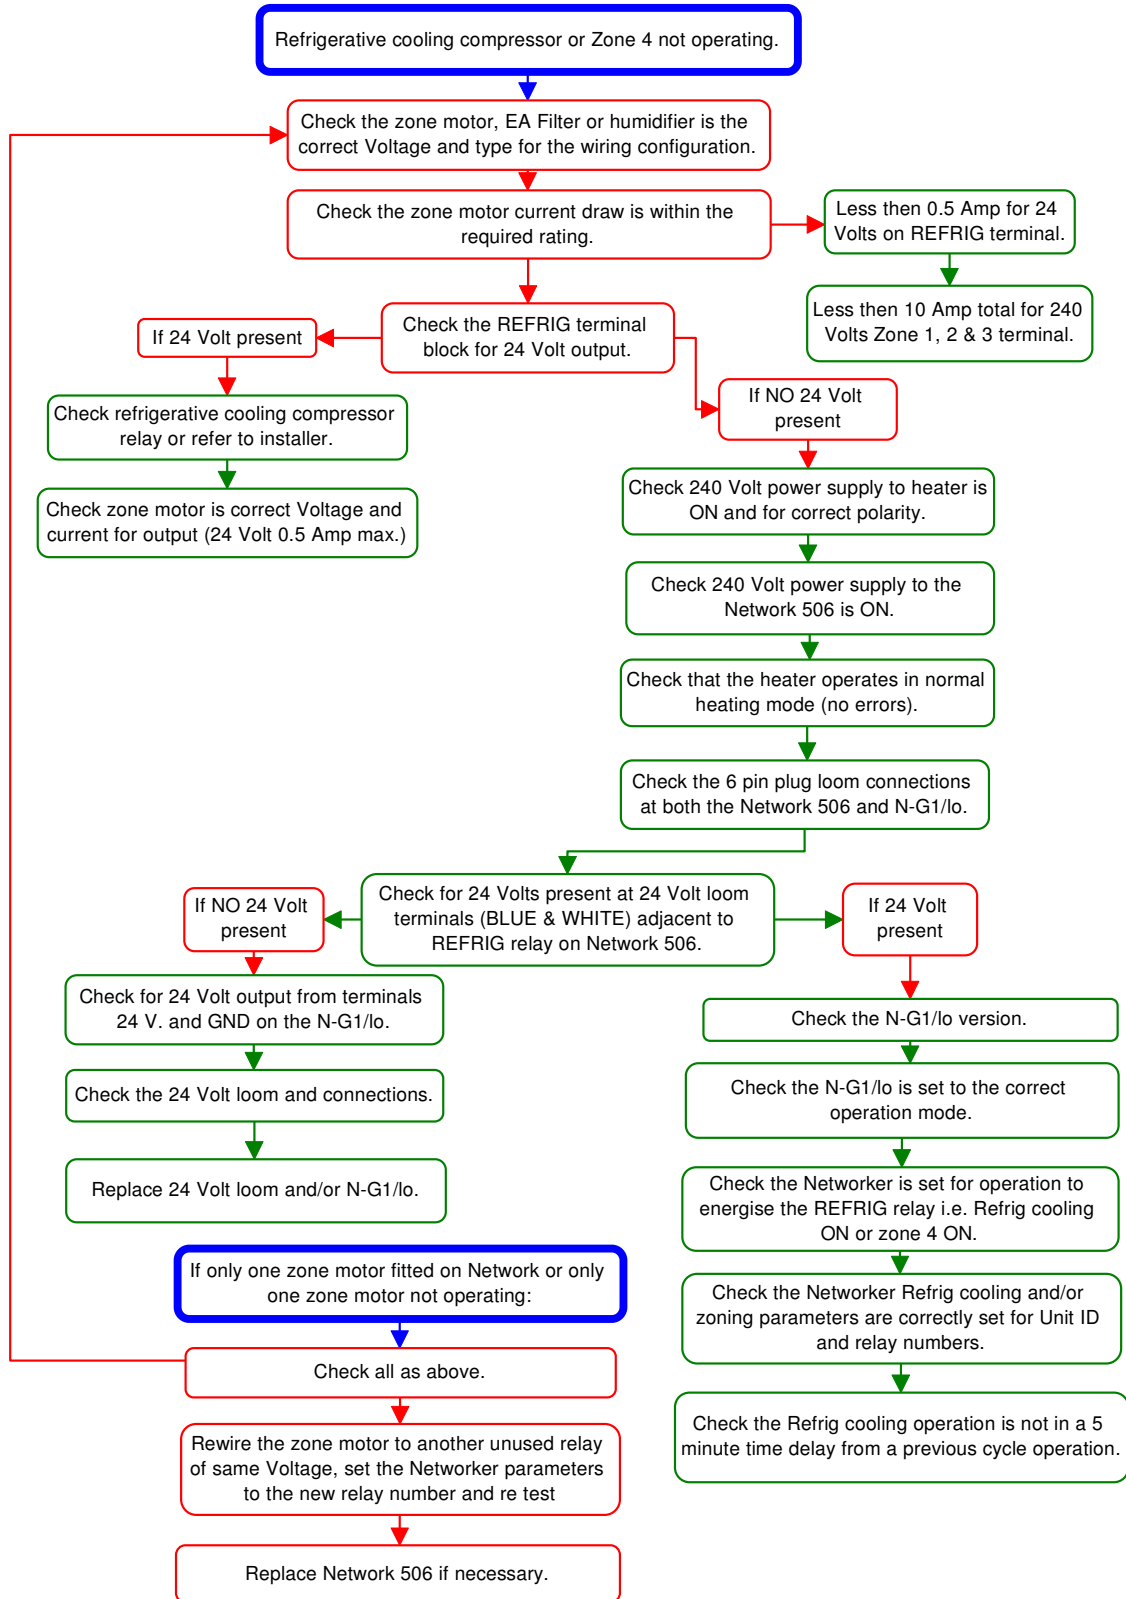 Refrigerative cooling compressor or Zone 4 not operating.
Check the zone motor, EA Filter or humidifier is the
correct Voltage and type for the wiring configuration.
Check the zone motor current draw is within the
required rating.
Less then 0.5 Amp for 24
Volts on REFRIG terminal.
Less then 10 Amp total for 240
Volts Zone 1, 2 & 3 terminal.
Check the REFRIG terminal
block for 24 Volt output.
If 24 Volt present
Check refrigerative cooling compressor
relay or refer to installer.
Check zone motor is correct Voltage and
current for output (24 Volt 0.5 Amp max.)
If NO 24 Volt
present
Check 240 Volt power supply to heater is
ON and for correct polarity.
Check 240 Volt power supply to the
Network 506 is ON.
Check that the heater operates in normal
heating mode (no errors).
Check the 6 pin plug loom connections
at both the Network 506 and N-G1/lo.
Check for 24 Volts present at 24 Volt loom
terminals (BLUE & WHITE) adjacent to
REFRIG relay on Network 506.
If NO 24 Volt
present
Check for 24 Volt output from terminals
24 V. and GND on the N-G1/lo.
Check the 24 Volt loom and connections.
Replace 24 Volt loom and/or N-G1/lo.
If 24 Volt
present
Check the N-G1/lo version.
Check the N-G1/lo is set to the correct
operation mode.
Check the Networker is set for operation to
energise the REFRIG relay i.e. Refrig cooling
ON or zone 4 ON.
Check the Networker Refrig cooling and/or
zoning parameters are correctly set for Unit ID
and relay numbers.
Check the Refrig cooling operation is not in a 5
minute time delay from a previous cycle operation.
If only one zone motor fitted on Network or only
one zone motor not operating:
Check all as above.
Rewire the zone motor to another unused relay
of same Voltage, set the Networker parameters
to the new relay number and re test
Replace Network 506 if necessary.